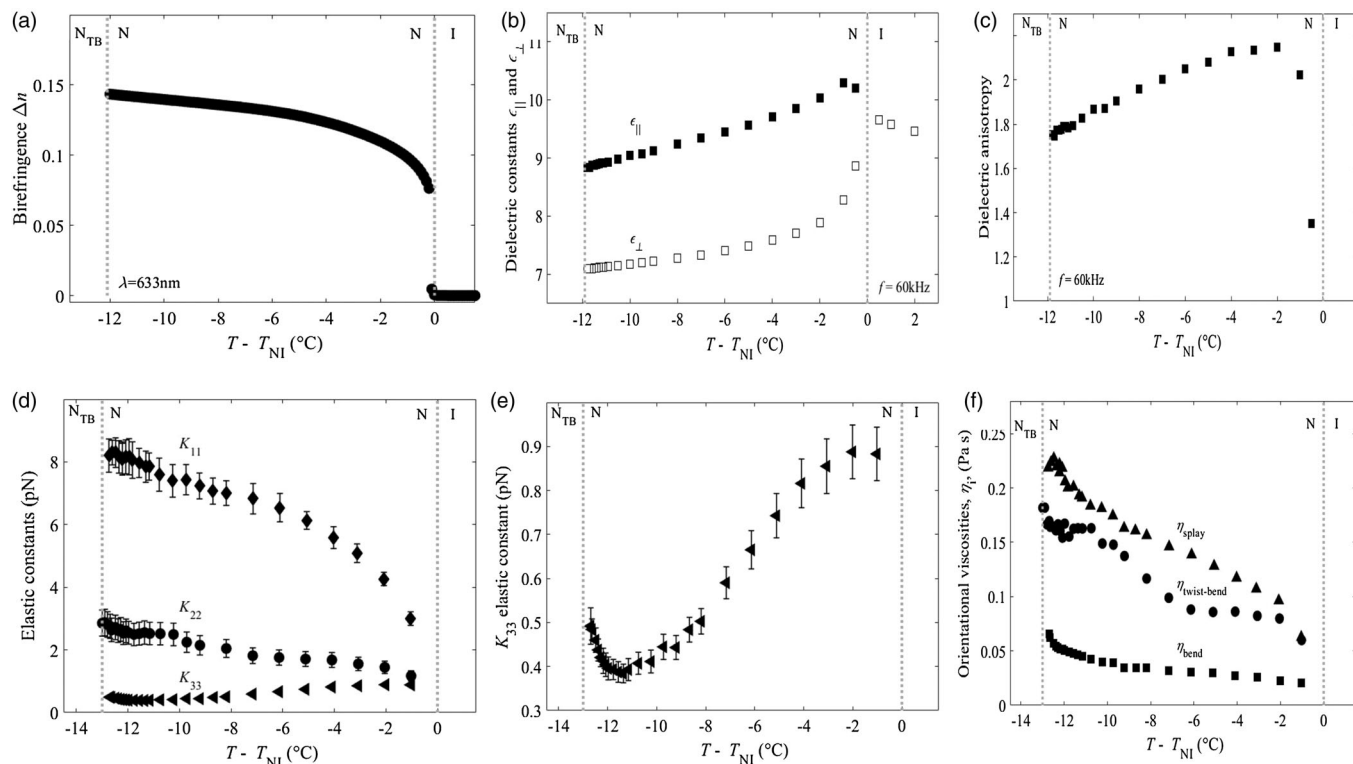 (a)
N_TB N N I
Birefringence Δn
0.15
0.1
0.05
0
λ=633nm
-12 -10 -8 -6 -4 -2 0
T - T_NI (°C)
(b)
N_TB N N I
Dielectric constants ϵ_|| and ϵ_⊥
11
10
9
8
7
ϵ_||
ϵ_⊥
f = 60kHz
-12 -10 -8 -6 -4 -2 0 2
T - T_NI (°C)
(c)
N_TB N N I
Dielectric anisotropy
2
1.8
1.6
1.4
1.2
1
f = 60kHz
-12 -10 -8 -6 -4 -2 0
T - T_NI (°C)
(d)
N_TB N N I
Elastic constants (pN)
8
6
4
2
0
K_11
K_22
K_33
-14 -12 -10 -8 -6 -4 -2 0
T - T_NI (°C)
(e)
N_TB N N I
K_33 elastic constant (pN)
0.9
0.8
0.7
0.6
0.5
0.4
0.3
-14 -12 -10 -8 -6 -4 -2 0
T - T_NI (°C)
(f)
N_TB N N I
Orientational viscosities, η_i, (Pa s)
0.25
0.2
0.15
0.1
0.05
0
η_splay
η_twist-bend
η_bend
-14 -12 -10 -8 -6 -4 -2 0
T - T_NI (°C)